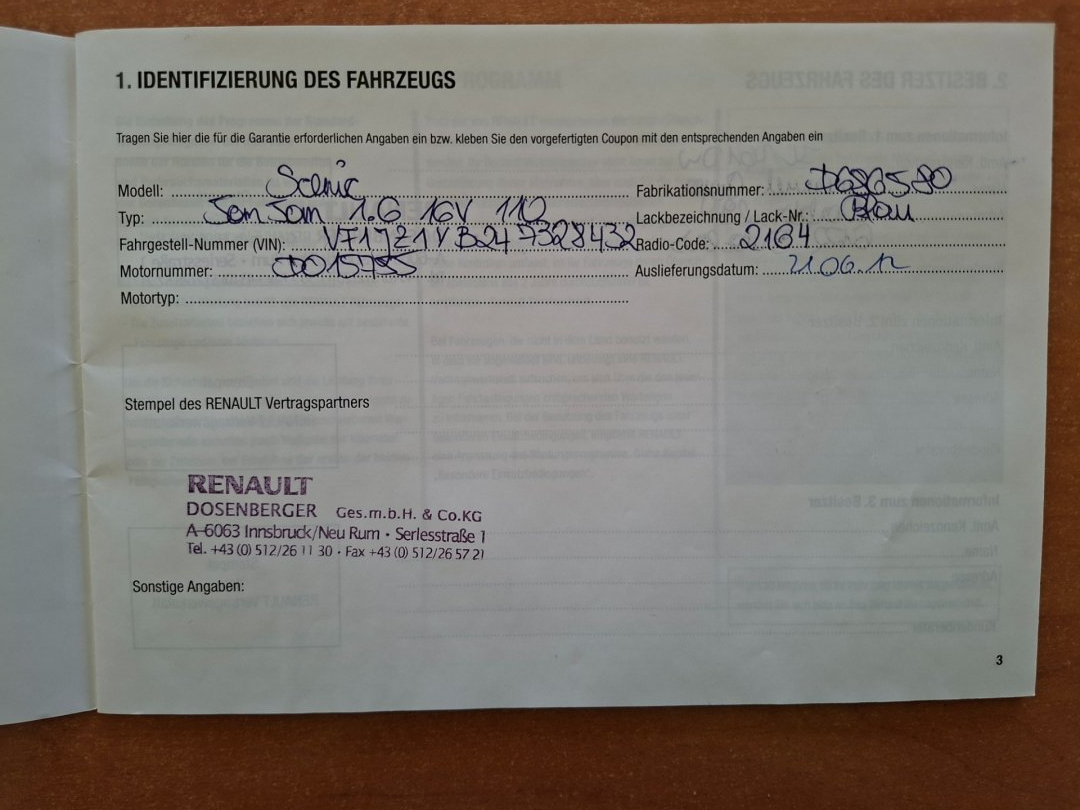 1. IDENTIFIZIERUNG DES FAHRZEUGS
Tragen Sie hier die für die Garantie erforderlichen Angaben ein bzw. kleben Sie den vorgefertigten Coupon mit den entsprechenden Angaben ein
Modell: Scenic
Fabrikationsnummer: D686580
Typ: 1.6 16V 110
Lackbezeichnung / Lack-Nr.: Blau
Fahrgestell-Nummer (VIN): VF1JZ1VB247328432
Radio-Code: 2164
Motornummer: D015755
Auslieferungsdatum: 21.06.12
Motortyp:
Stempel des RENAULT Vertragspartners
RENAULT
DOSENBERGER Ges.m.b.H. & Co.KG
A-6063 Innsbruck/Neu Rum · Serlesstraße 1
Tel. +43 (0) 512/26 11 30 · Fax +43 (0) 512/26 57 21
Sonstige Angaben:
3